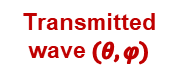 Transmitted
wave (θ, φ)